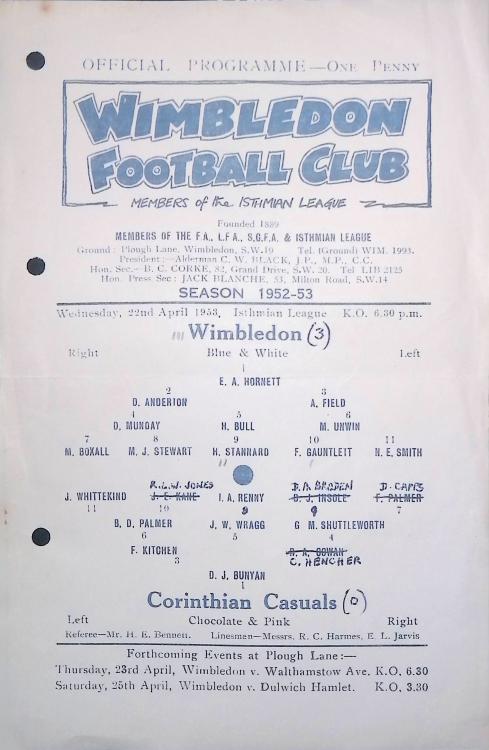 OFFICIAL PROGRAMME—ONE PENNY
WIMBLEDON
FOOTBALL CLUB
MEMBERS of the ISTHMIAN LEAGUE
Founded 1889
MEMBERS OF THE F.A., L.F.A., S.G.F.A. & ISTHMIAN LEAGUE
Ground: Plough Lane, Wimbledon, S.W.19 Tel. (Ground) WIM. 1993.
President:—Alderman C. W. BLACK, J.P., M.P., C.C.
Hon. Sec.— B. C. CORKE, 82, Grand Drive, S.W. 20. Tel LIB 2125
Hon. Press Sec: JACK BLANCHE, 53, Milton Road, S.W.14
SEASON 1952-53
Wednesday, 22nd April 1953, Isthmian League K.O. 6.30 p.m.
Wimbledon (3)
Right Blue & White Left
1
E. A. HORNETT
2 3
D. ANDERTON A. FIELD
4 5 6
D. MUNDAY H. BULL M. UNWIN
7 8 9 10 11
M. BOXALL M. J. STEWART H. STANNARD F. GAUNTLETT N. E. SMITH
R.L.W. JONES D. CAPPS
J. WHITTEKIND J. E. KANE I. A. RENNY D. J. INSOLE F. PALMER
11 10 9 7
B. D. PALMER J. W. WRAGG G M. SHUTTLEWORTH
6 5 4
F. KITCHEN R. A. COWAN
3 C. HENCHER
D. J. BUNYAN
1
Corinthian Casuals (0)
Left Chocolate & Pink Right
Referee—Mr. H. E. Bennett. Linesmen—Messrs. R. C. Harmes, E. L. Jarvis
Forthcoming Events at Plough Lane:—
Thursday, 23rd April, Wimbledon v. Walthamstow Ave. K.O. 6.30
Saturday, 25th April, Wimbledon v. Dulwich Hamlet. K.O. 3.30